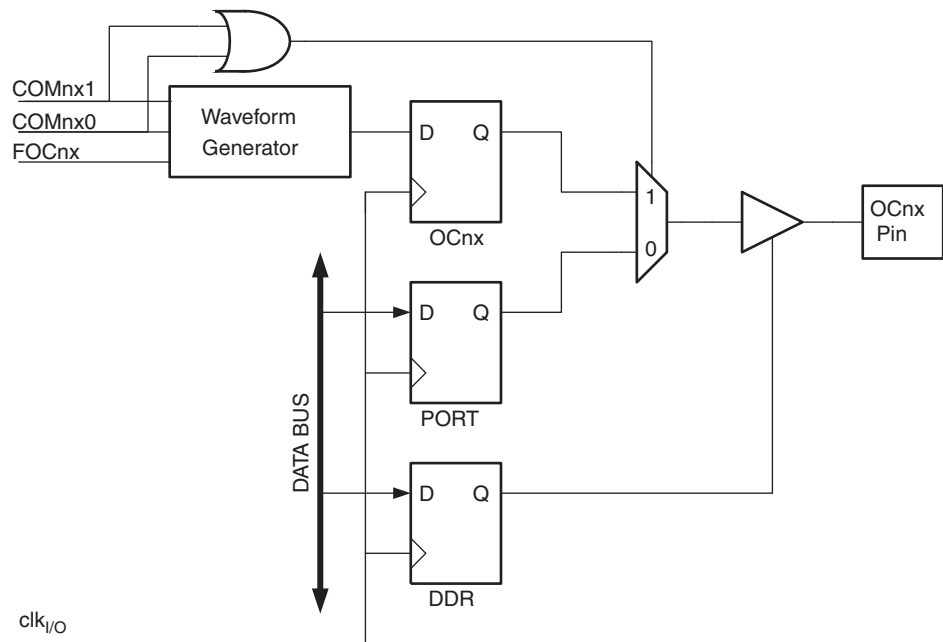 COMnx1
COMnx0
FOCnx
Waveform
Generator
D Q
OCnx
1
0
OCnx
Pin
D Q
PORT
DATA BUS
D Q
DDR
clkI/O